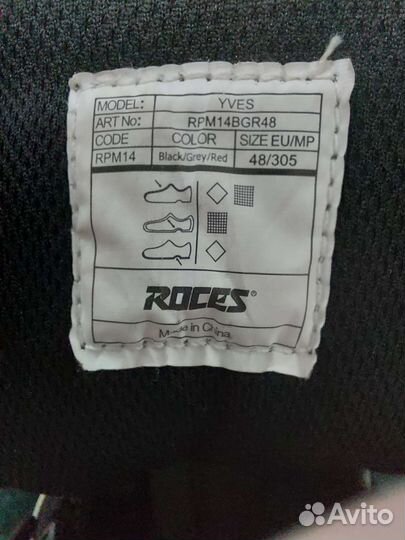 MODEL: YVES
ART No: RPM14BGR48
CODE COLOR SIZE EU/MP
RPM14 Black/Grey/Red 48/305
ROCES®
Made in China
Avito